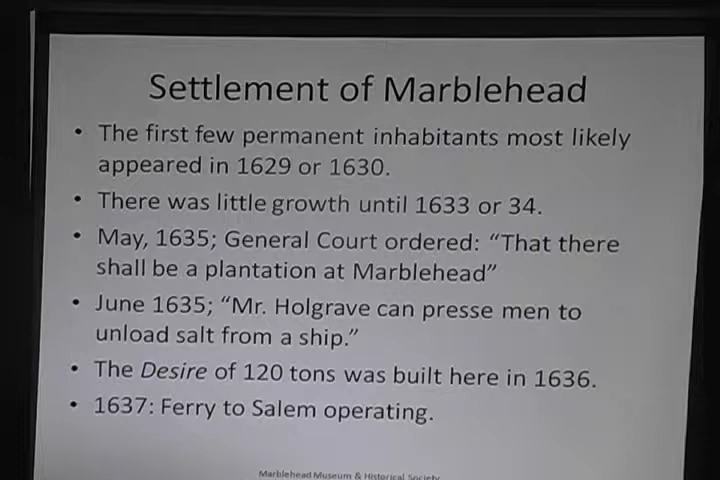 Settlement of Marblehead
• The first few permanent inhabitants most likely
appeared in 1629 or 1630.
• There was little growth until 1633 or 34.
• May, 1635; General Court ordered: “That there
shall be a plantation at Marblehead”
• June 1635; “Mr. Holgrave can presse men to
unload salt from a ship.”
• The Desire of 120 tons was built here in 1636.
• 1637: Ferry to Salem operating.
Marblehead Museum & Historical Society